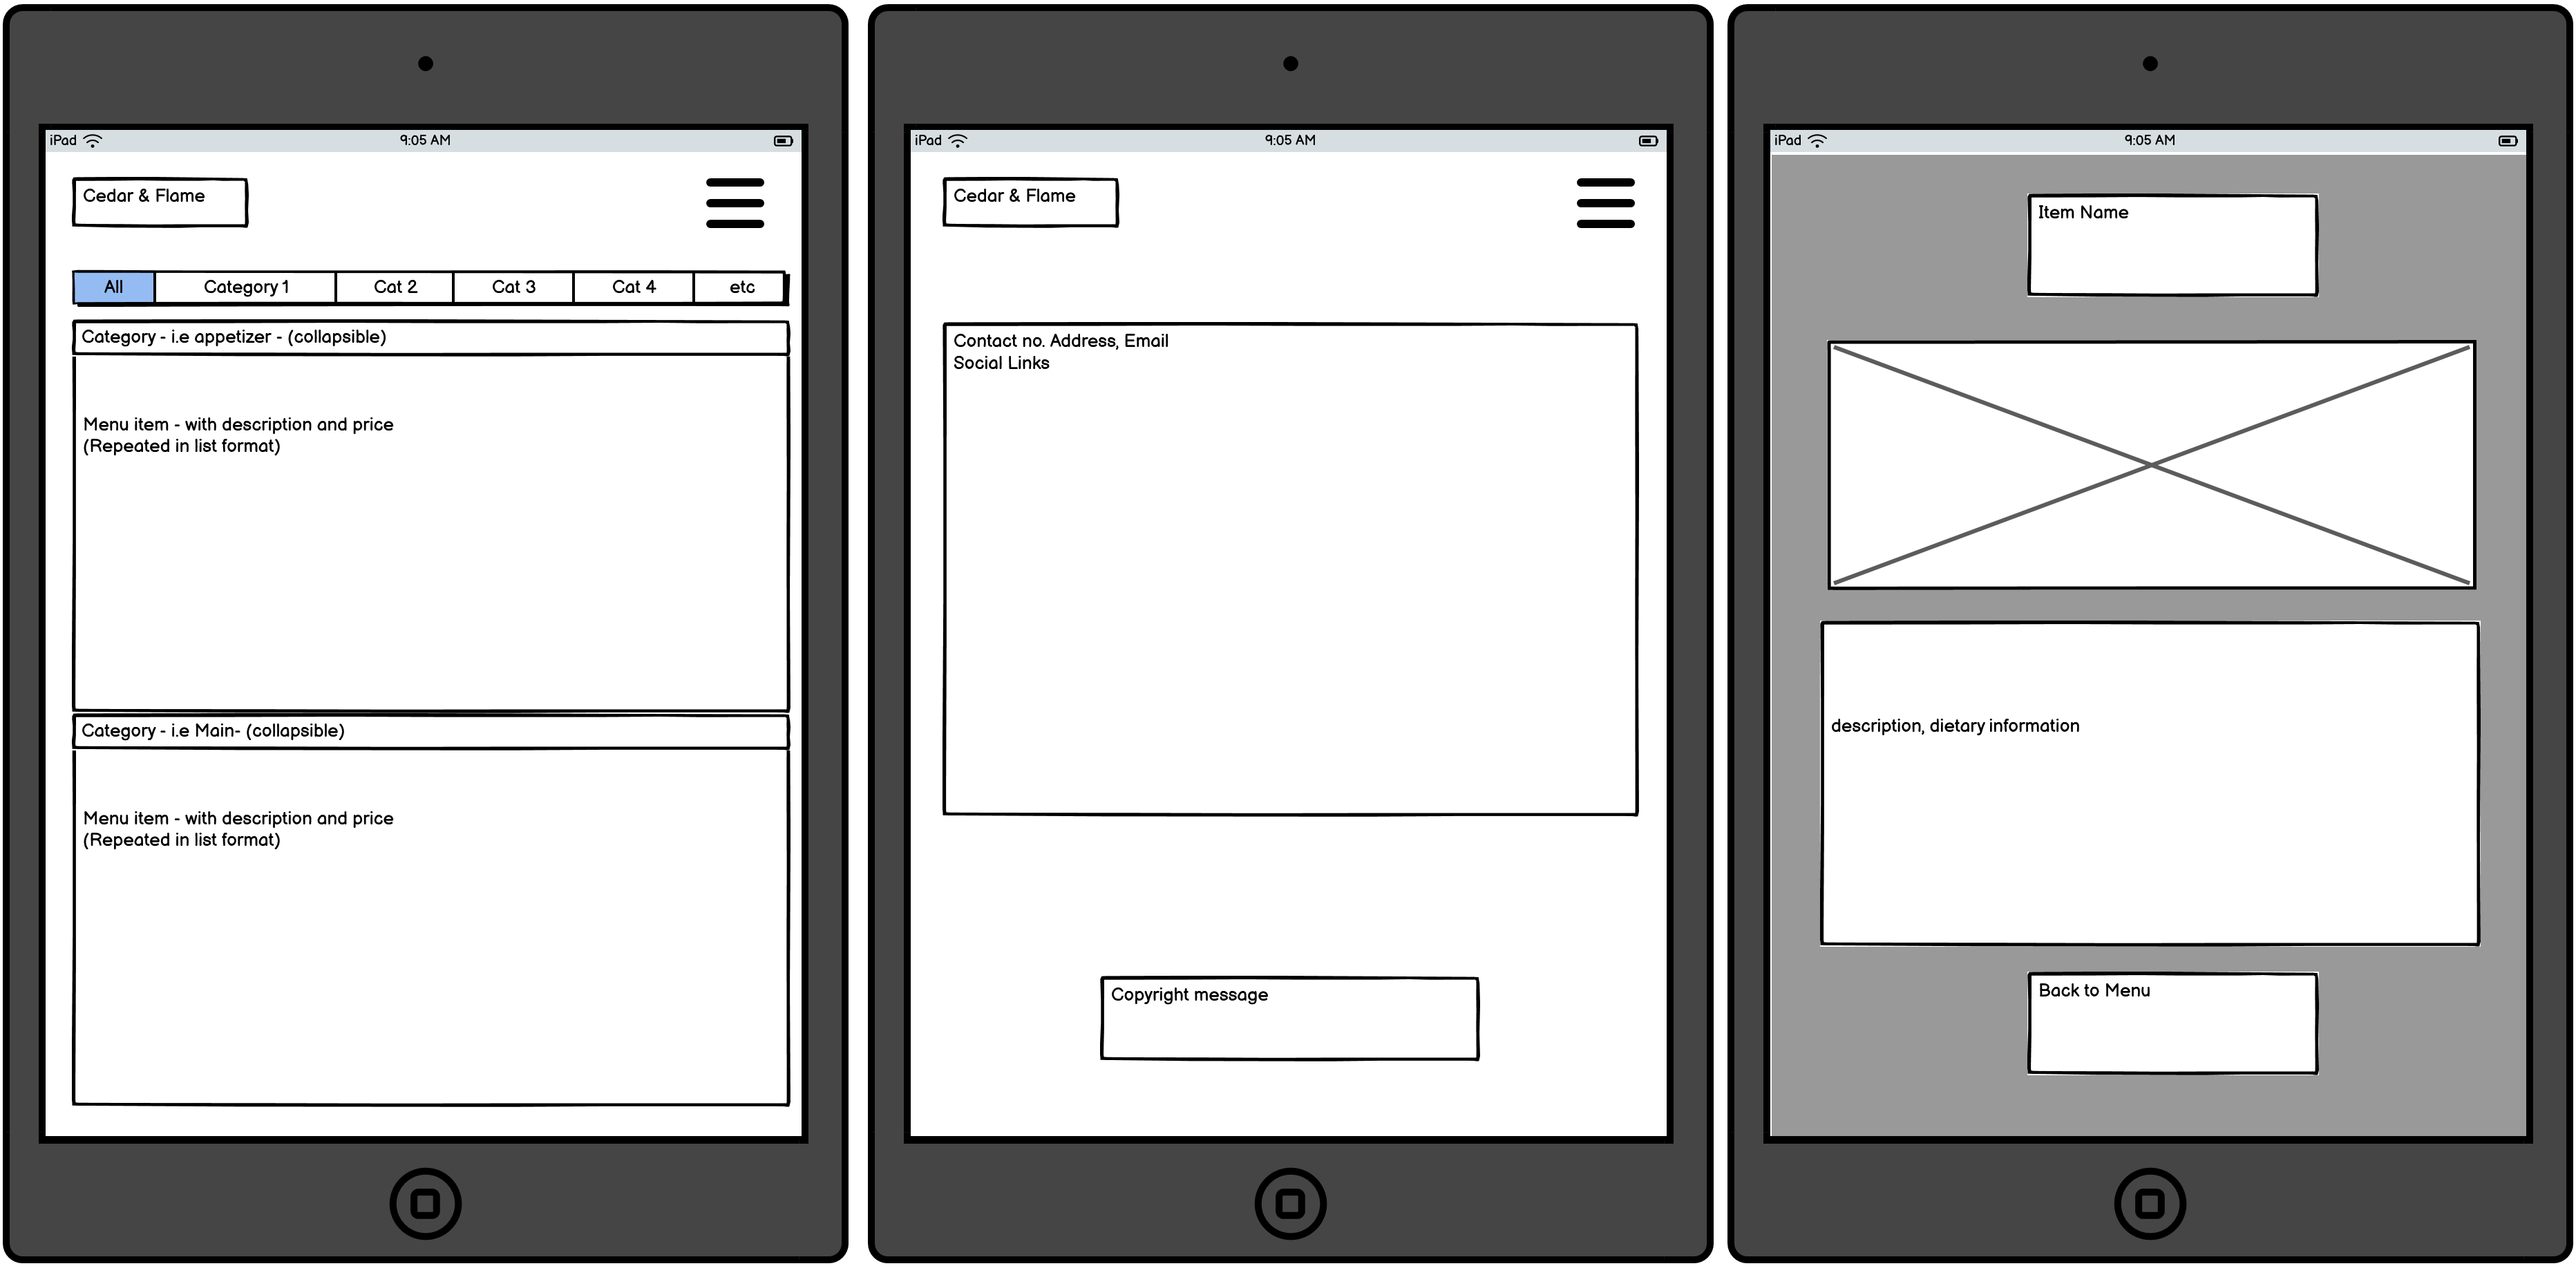 iPad
9:05 AM
Cedar & Flame
All
Category 1
Cat 2
Cat 3
Cat 4
etc
Category - i.e appetizer - (collapsible)
Menu item - with description and price
(Repeated in list format)
Category - i.e Main- (collapsible)
Menu item - with description and price
(Repeated in list format)
iPad
9:05 AM
Cedar & Flame
Contact no. Address, Email
Social Links
Copyright message
iPad
9:05 AM
Item Name
description, dietary information
Back to Menu